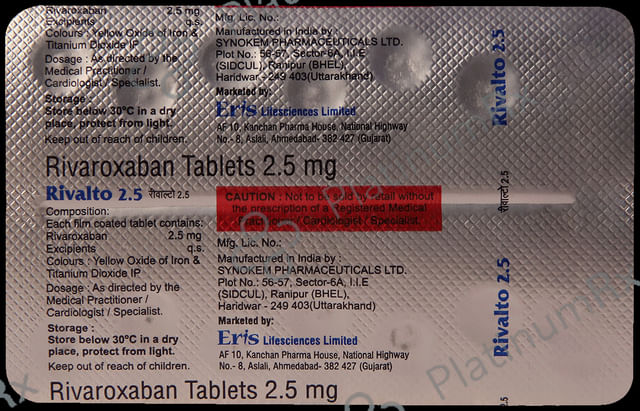 Rivaroxaban 2.5 mg
Excipients q.s.
Colours : Yellow Oxide of Iron &
Titanium Dioxide IP
Dosage : As directed by the
Medical Practitioner /
Cardiologist / Specialist.
Storage :
Store below 30°C in a dry
place, protect from light.
Keep out of reach of children.
Mfg. Lic. No.:
Manufactured in India by :
SYNOKEM PHARMACEUTICALS LTD.
Plot No.: 56-57, Sector-6A, I.I.E
(SIDCUL), Ranipur (BHEL),
Haridwar - 249 403(Uttarakhand)
Marketed by:
Eris Lifesciences Limited
AF 10, Kanchan Pharma House, National Highway
No.- 8, Aslali, Ahmedabad- 382 427 (Gujarat)
Rivalto 2.5
Rivaroxaban Tablets 2.5 mg
Rivalto 2.5 रीवाल्टो 2.5
CAUTION : Not to be sold by retail without
the prescription of a Registered Medical
Practitioner / Cardiologist / Specialist.
रीवाल्टो 2.5
Composition:
Each film coated tablet contains:
Rivaroxaban 2.5 mg
Excipients q.s.
Colours : Yellow Oxide of Iron &
Titanium Dioxide IP
Dosage : As directed by the
Medical Practitioner /
Cardiologist / Specialist.
Storage :
Store below 30°C in a dry
place, protect from light.
Keep out of reach of children.
Mfg. Lic. No.:
Manufactured in India by :
SYNOKEM PHARMACEUTICALS LTD.
Plot No.: 56-57, Sector-6A, I.I.E
(SIDCUL), Ranipur (BHEL),
Haridwar - 249 403(Uttarakhand)
Marketed by:
Eris Lifesciences Limited
AF 10, Kanchan Pharma House, National Highway
No.- 8, Aslali, Ahmedabad- 382 427 (Gujarat)
Rivalto 2.5
Rivaroxaban Tablets 2.5 mg
2.5
PlatinumRx